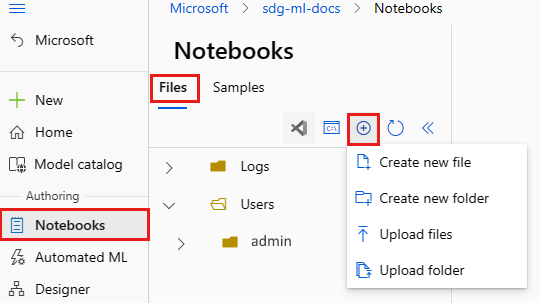 Microsoft > sdg-ml-docs > Notebooks
Microsoft
New
Home
Model catalog
Authoring
Notebooks
Automated ML
Designer
Notebooks
Files Samples
C:\
Logs
Users
admin
Create new file
Create new folder
Upload files
Upload folder